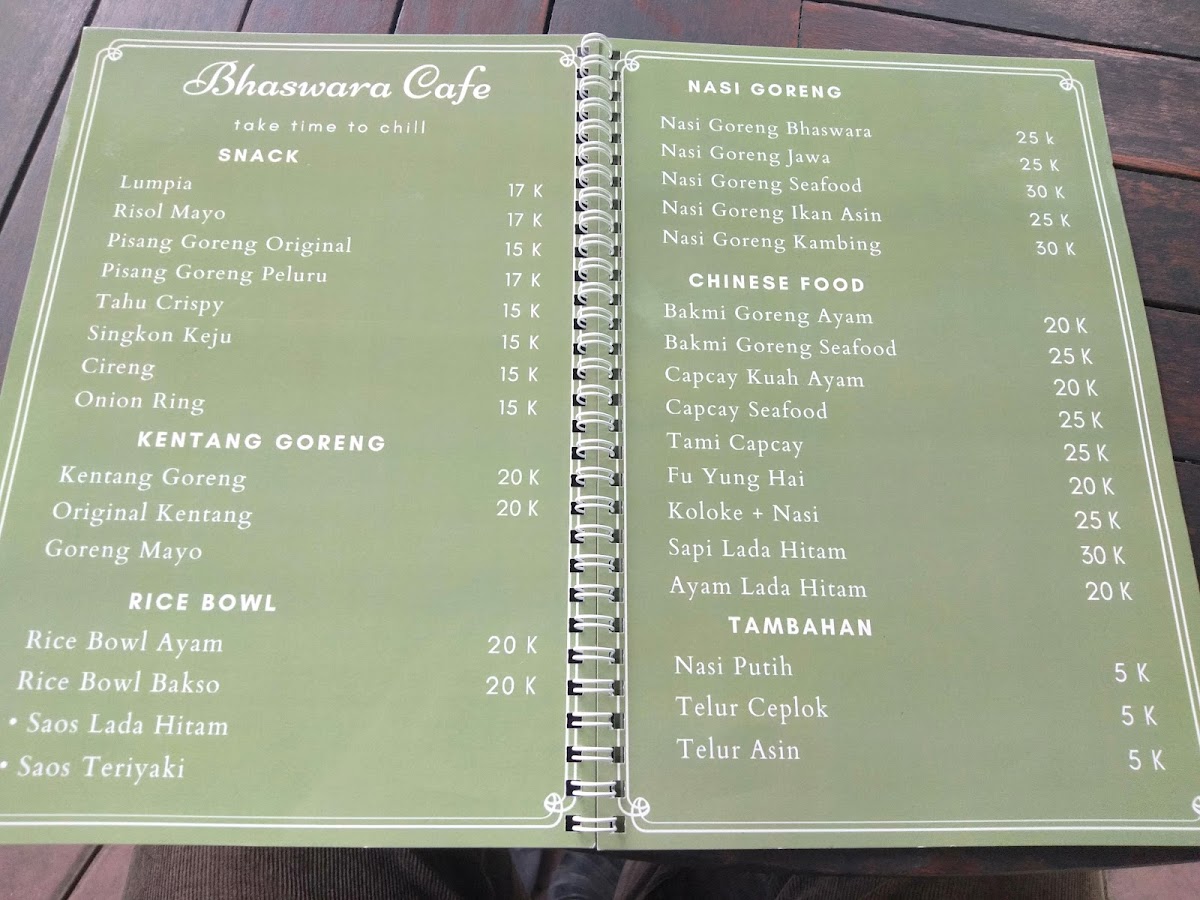 Bhaswara Cafe
take time to chill
SNACK
Lumpia 17 K
Risol Mayo 17 K
Pisang Goreng Original 15 K
Pisang Goreng Peluru 17 K
Tahu Crispy 15 K
Singkon Keju 15 K
Cireng 15 K
Onion Ring 15 K
KENTANG GORENG
Kentang Goreng 20 K
Original Kentang 20 K
Goreng Mayo
RICE BOWL
Rice Bowl Ayam 20 K
Rice Bowl Bakso 20 K
• Saos Lada Hitam
• Saos Teriyaki
NASI GORENG
Nasi Goreng Bhaswara 25 k
Nasi Goreng Jawa 25 K
Nasi Goreng Seafood 30 K
Nasi Goreng Ikan Asin 25 K
Nasi Goreng Kambing 30 K
CHINESE FOOD
Bakmi Goreng Ayam 20 K
Bakmi Goreng Seafood 25 K
Capcay Kuah Ayam 20 K
Capcay Seafood 25 K
Tami Capcay 25 K
Fu Yung Hai 20 K
Koloke + Nasi 25 K
Sapi Lada Hitam 30 K
Ayam Lada Hitam 20 K
TAMBAHAN
Nasi Putih 5 K
Telur Ceplok 5 K
Telur Asin 5 K